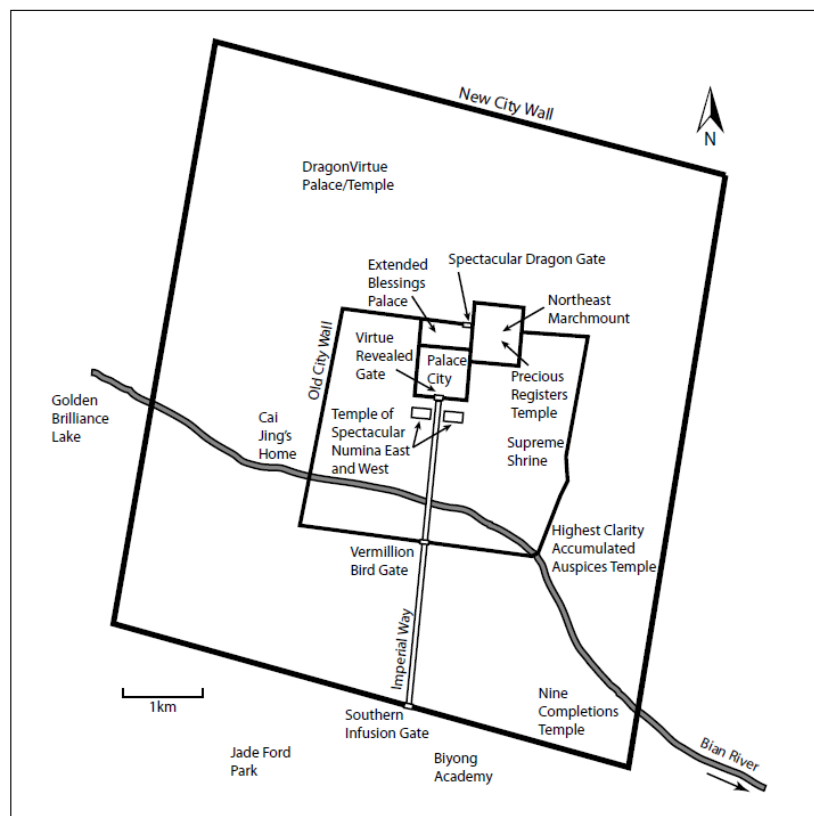 New City Wall
N
DragonVirtue
Palace/Temple
Spectacular Dragon Gate
Extended
Blessings
Palace
Northeast
Marchmount
Virtue
Revealed
Gate
Palace
City
Old City Wall
Precious
Registers
Temple
Golden
Brilliance
Lake
Cai
Jing's
Home
Temple of
Spectacular
Numina East
and West
Supreme
Shrine
Highest Clarity
Accumulated
Auspices Temple
Vermillion
Bird Gate
Imperial Way
1km
Southern
Infusion Gate
Nine
Completions
Temple
Jade Ford
Park
Biyong
Academy
Bian River